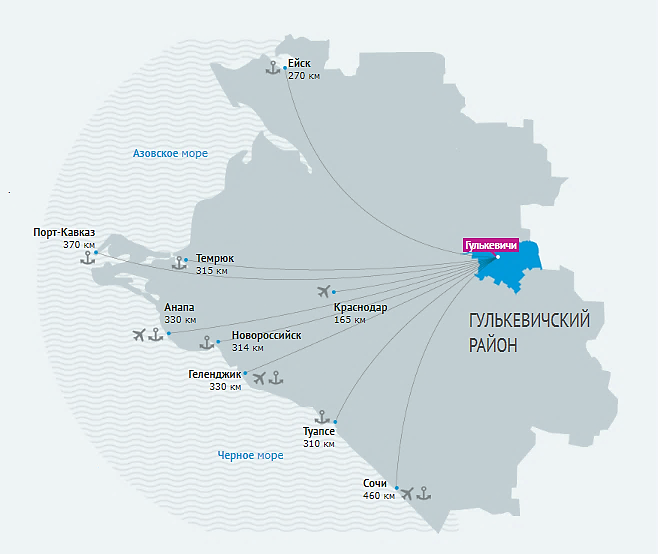 Ейск
270 км
Азовское море
Порт-Кавказ
370 км
Гулькевичи
Темрюк
315 км
Анапа
330 км
Краснодар
165 км
ГУЛЬКЕВИЧСКИЙ
РАЙОН
Новороссийск
314 км
Геленджик
330 км
Туапсе
310 км
Черное море
Сочи
460 км